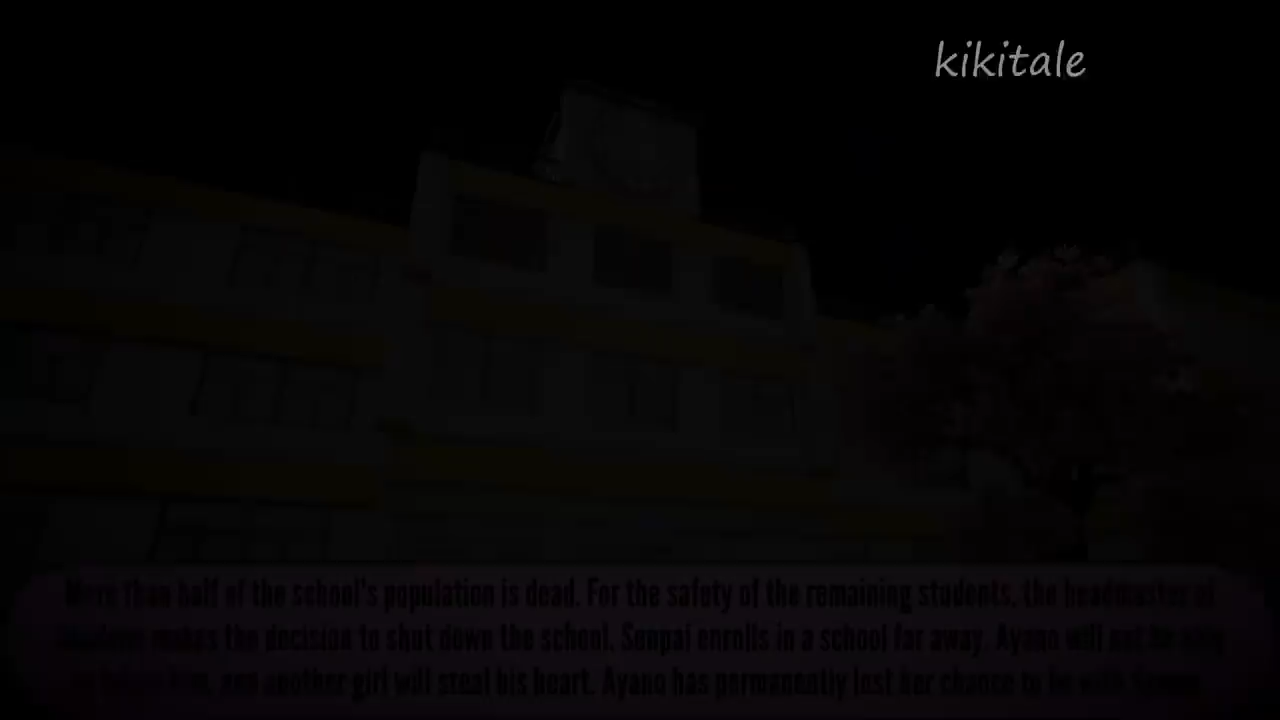 kikitale
More than half of the school's population is dead. For the safety of the remaining students, the headmaster of
makes the decision to shut down the school. Senpai enrolls in a school far away. Ayano will not be
him, and another girl will steal his heart. Ayano has permanently lost her chance to be with